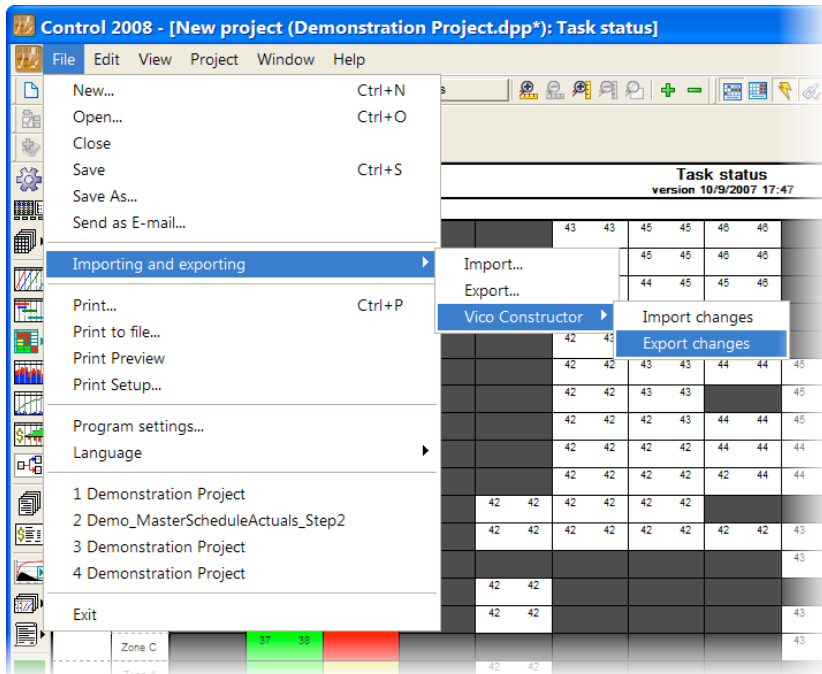 Control 2008 - [New project (Demonstration Project.dpp*): Task status]
File Edit View Project Window Help
New... Ctrl+N
Open... Ctrl+O
Close
Save Ctrl+S
Save As...
Send as E-mail...
Importing and exporting
Print... Ctrl+P
Print to file...
Print Preview
Print Setup...
Program settings...
Language
1 Demonstration Project
2 Demo_MasterScheduleActuals_Step2
3 Demonstration Project
4 Demonstration Project
Exit
Import...
Export...
Vico Constructor
Import changes
Export changes
Task status
version 10/9/2007 17:47
43 43 45 45 46 46
45 45 46 46
44 45 45 46
42 43
42 42 43 43 44 44 45
42 42 43 43 45
42 42 42 43 44 44 45
42 42 42 42 44 44 44
42 42 42 42 42 44 44
42 42 42 42 42 42
42 42 42 42 42 42 42 42 43
43
42 42
42 42 43
Zone C 37 38 43
42 42